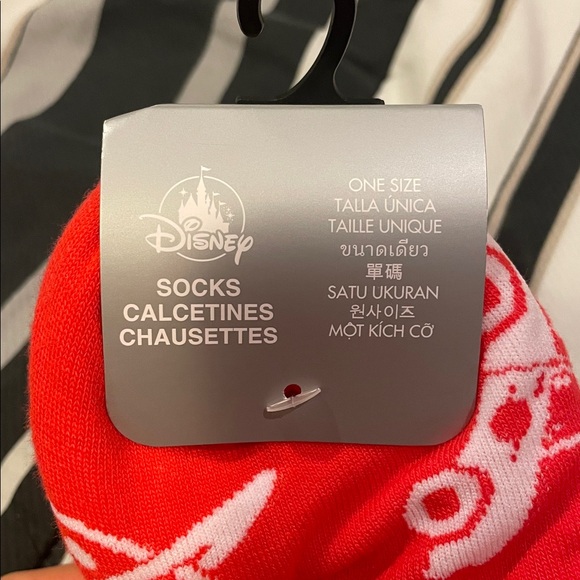 Disney
SOCKS
CALCETINES
CHAUSETTES
ONE SIZE
TALLA ÚNICA
TAILLE UNIQUE
ขนาดเดียว
單碼
SATU UKURAN
원사이즈
MỘT KÍCH CỠ